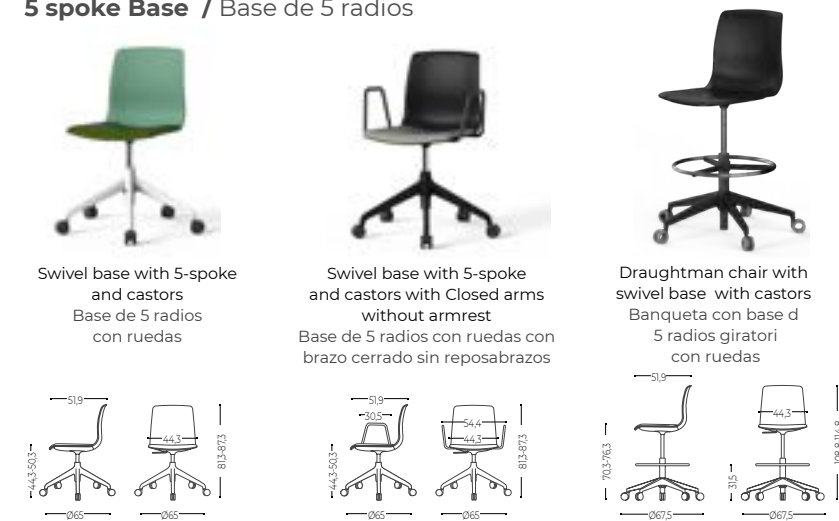 5 spoke Base / Base de 5 radios
Swivel base with 5-spoke
and castors
Base de 5 radios
con ruedas
Swivel base with 5-spoke
and castors with Closed arms
without armrest
Base de 5 radios con ruedas con
brazo cerrado sin reposabrazos
Draughtman chair with
swivel base with castors
Banqueta con base d
5 radios giratori
con ruedas
51,9
44,3
44,3-50,3
81,3-87,3
Ø65
Ø65
51,9
30,5
54,4
44,3
44,3-50,3
81,3-87,3
Ø65
Ø65
51,9
44,3
70,3-76,3
31,5
Ø67,5
Ø67,5